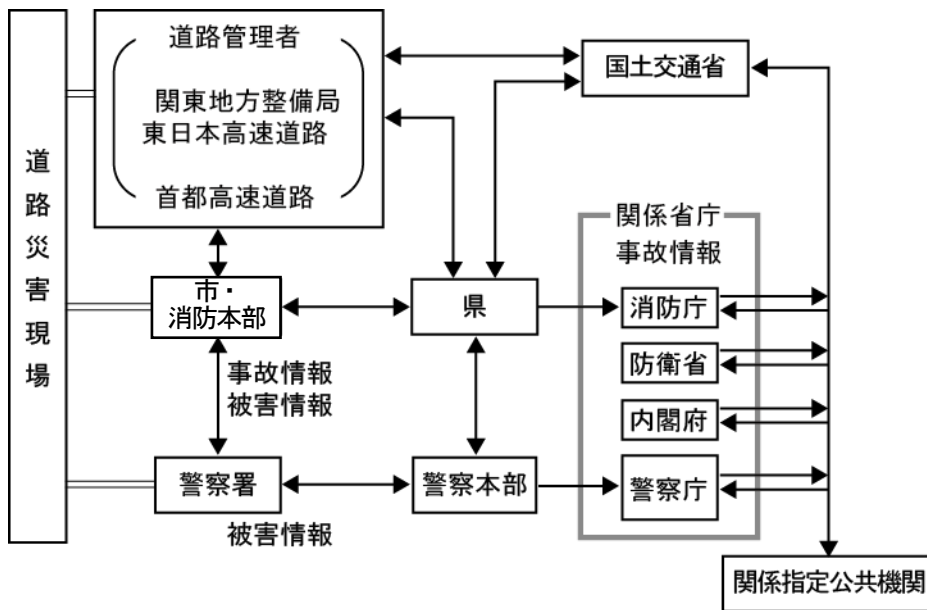 道路災害現場
道路管理者
関東地方整備局
東日本高速道路
首都高速道路
国土交通省
市・
消防本部
県
事故情報
被害情報
警察署
被害情報
警察本部
関係省庁
事故情報
消防庁
防衛省
内閣府
警察庁
関係指定公共機関